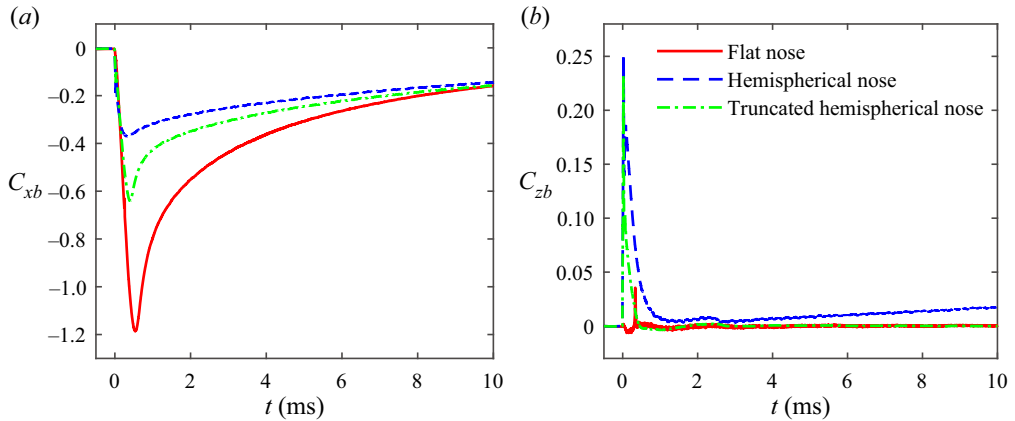 (a)
0
–0.2
–0.4
–0.6
–0.8
–1.0
–1.2
C_xb
0 2 4 6 8 10
t (ms)
(b)
0.25
0.20
0.15
0.10
0.05
0
C_zb
Flat nose
Hemispherical nose
Truncated hemispherical nose
0 2 4 6 8 10
t (ms)